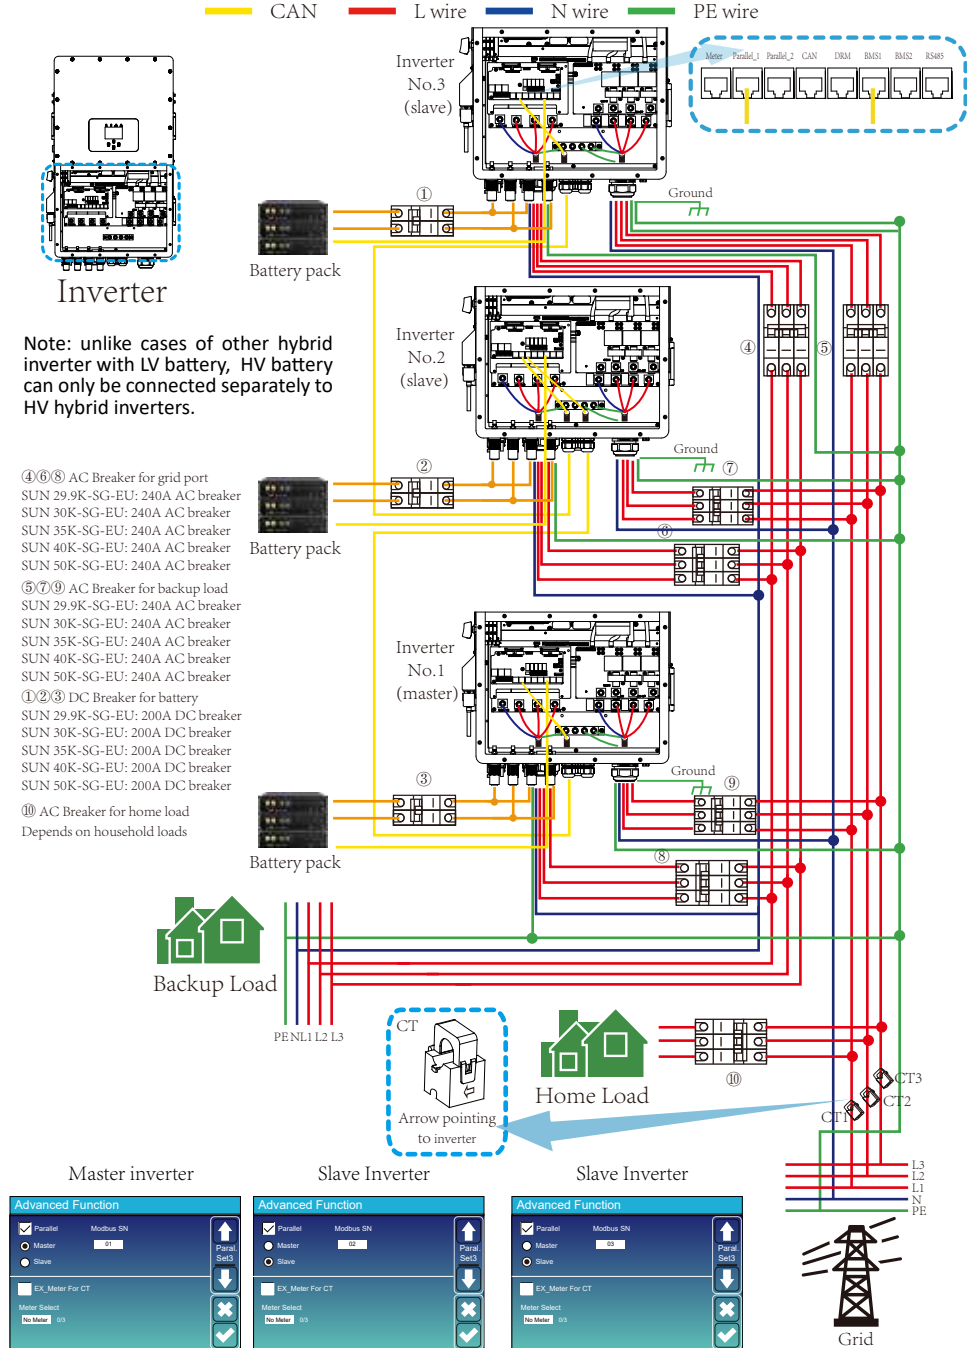 CAN
L wire
N wire
PE wire
Inverter
No.3
(slave)
Meter
Parallel_1
Parallel_2
CAN
DRM
BMS1
BMS2
RS485
①
Ground
Battery pack
Inverter
Note: unlike cases of other hybrid
inverter with LV battery, HV battery
can only be connected separately to
HV hybrid inverters.
Inverter
No.2
(slave)
④
⑤
②
Ground
⑦
⑥
Battery pack
④⑥⑧ AC Breaker for grid port
SUN 29.9K-SG-EU: 240A AC breaker
SUN 30K-SG-EU: 240A AC breaker
SUN 35K-SG-EU: 240A AC breaker
SUN 40K-SG-EU: 240A AC breaker
SUN 50K-SG-EU: 240A AC breaker
⑤⑦⑨ AC Breaker for backup load
SUN 29.9K-SG-EU: 240A AC breaker
SUN 30K-SG-EU: 240A AC breaker
SUN 35K-SG-EU: 240A AC breaker
SUN 40K-SG-EU: 240A AC breaker
SUN 50K-SG-EU: 240A AC breaker
①②③ DC Breaker for battery
SUN 29.9K-SG-EU: 200A DC breaker
SUN 30K-SG-EU: 200A DC breaker
SUN 35K-SG-EU: 200A DC breaker
SUN 40K-SG-EU: 200A DC breaker
SUN 50K-SG-EU: 200A DC breaker
⑩ AC Breaker for home load
Depends on household loads
Inverter
No.1
(master)
③
Ground
⑨
⑧
Battery pack
Backup Load
PE N L1 L2 L3
CT
Arrow pointing
to inverter
Home Load
⑩
CT3
CT2
CT1
L3
L2
L1
N
PE
Grid
Master inverter
Advanced Function
Parallel
Modbus SN
Master
01
Slave
Paral.
Set3
EX_Meter For CT
Meter Select
No Meter 0/3
Slave Inverter
Advanced Function
Parallel
Modbus SN
Master
02
Slave
Paral.
Set3
EX_Meter For CT
Meter Select
No Meter 0/3
Slave Inverter
Advanced Function
Parallel
Modbus SN
Master
03
Slave
Paral.
Set3
EX_Meter For CT
Meter Select
No Meter 0/3